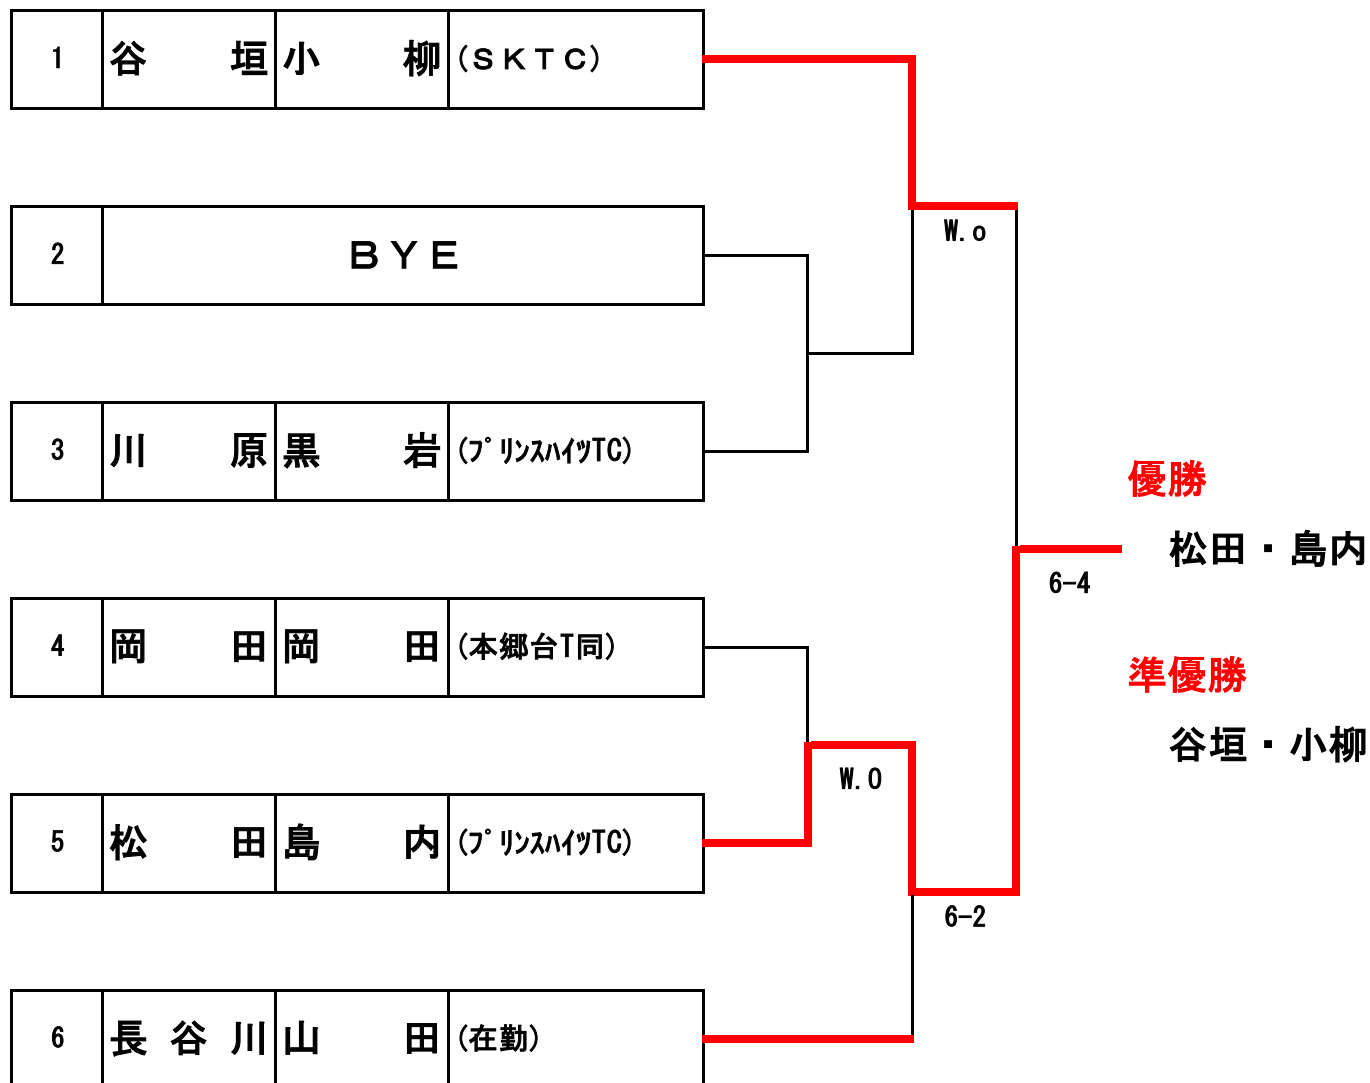 1 谷垣 小柳 (ＳＫＴＣ)
W.o
2 ＢＹＥ
3 川原 黒岩 (ﾌﾟﾘﾝｽﾊｲﾂTC)
優勝
松田・島内
6-4
4 岡田 岡田 (本郷台T同)
準優勝
谷垣・小柳
W.O
5 松田 島内 (ﾌﾟﾘﾝｽﾊｲﾂTC)
6-2
6 長谷川 山田 (在勤)